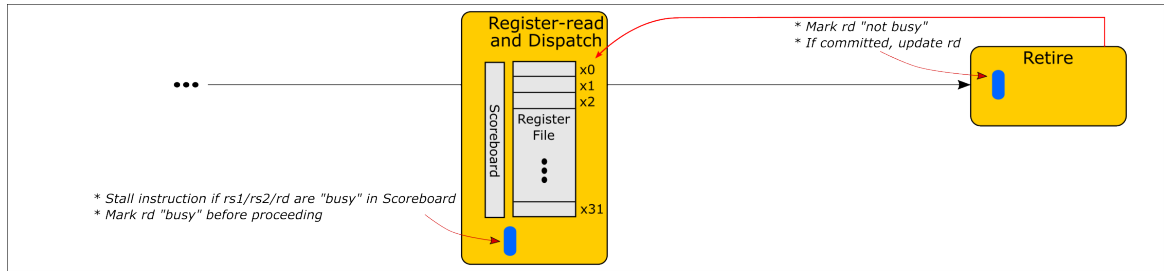 Register-read
and Dispatch
* Mark rd "not busy"
* If committed, update rd
Retire
x0
x1
x2
Scoreboard
Register
File
* Stall instruction if rs1/rs2/rd are "busy" in Scoreboard
* Mark rd "busy" before proceeding
x31